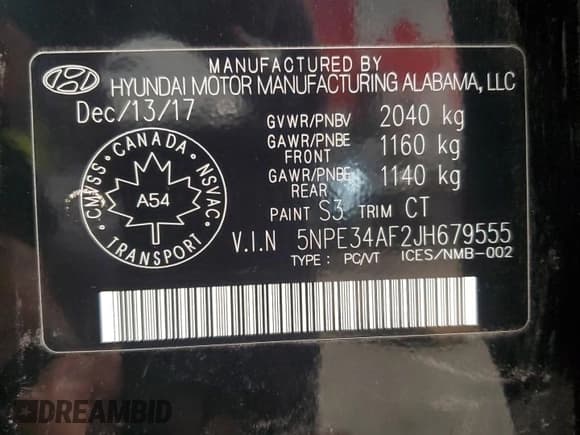 MANUFACTURED BY
HYUNDAI MOTOR MANUFACTURING ALABAMA, LLC
Dec/13/17
GVWR/PNBV 2040 kg
GAWR/PNBE FRONT 1160 kg
GAWR/PNBE REAR 1140 kg
PAINT S3 TRIM CT
V.I.N 5NPE34AF2JH679555
TYPE : PC/VT ICES/NMB-002
CMVSS • CANADA • NSVAC • TRANSPORT •
A54
DREAMBID